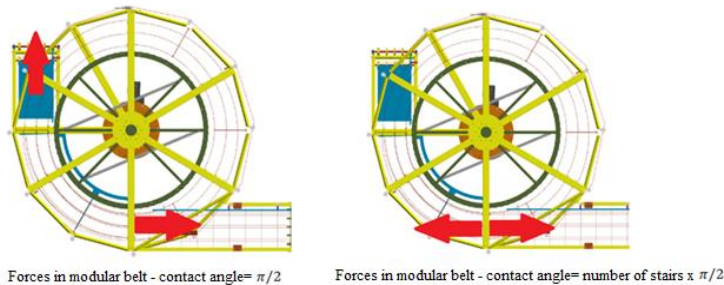 Forces in modular belt - contact angle= π/2
Forces in modular belt - contact angle= number of stairs x π/2